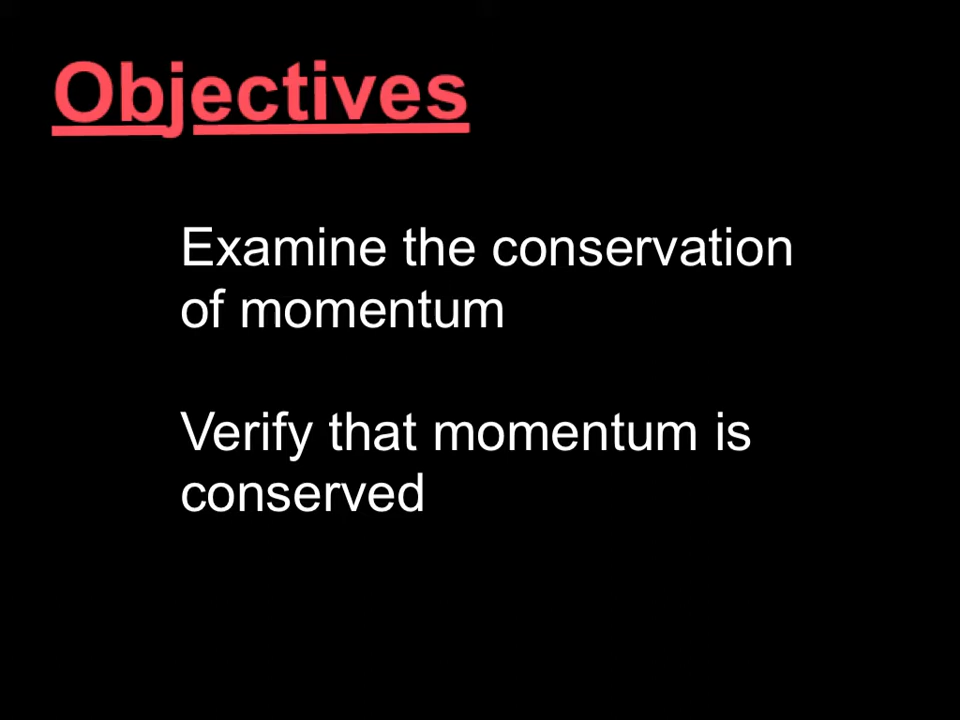 Objectives
Examine the conservation
of momentum
Verify that momentum is
conserved